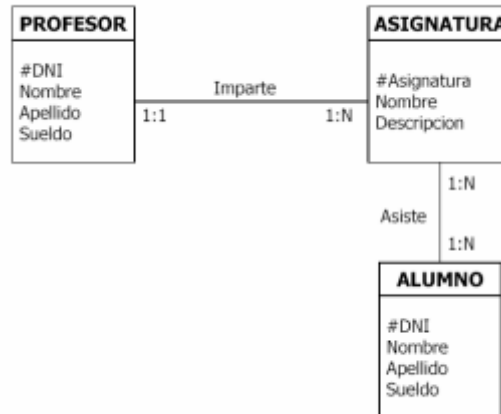 PROFESOR
#DNI
Nombre
Apellido
Sueldo
Imparte
1:1
1:N
ASIGNATURA
#Asignatura
Nombre
Descripcion
1:N
Asiste
1:N
ALUMNO
#DNI
Nombre
Apellido
Sueldo